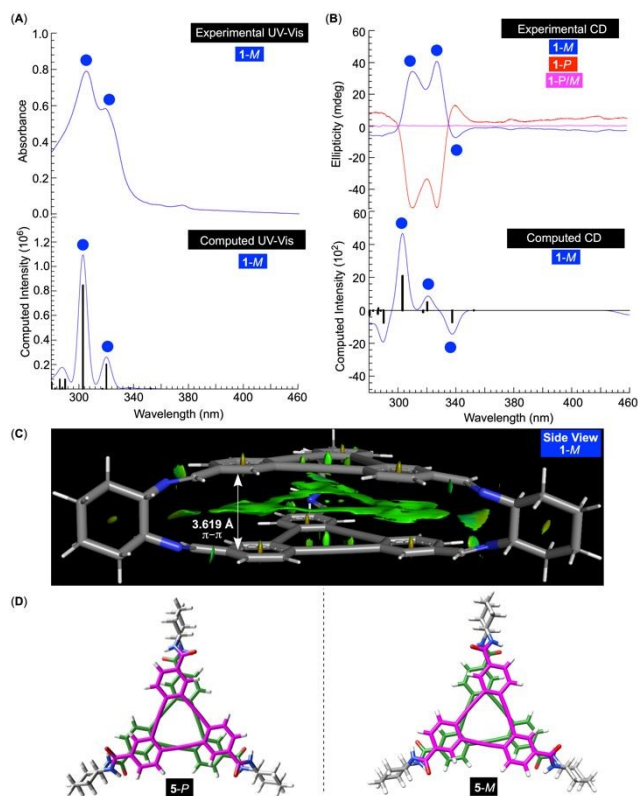 (A)
Experimental UV-Vis
1-M
1.0
0.8
0.6
0.4
0.2
0.0
Absorbance
Computed UV-Vis
1-M
1.2
1.0
0.8
0.6
0.4
0.2
Computed Intensity (10⁶)
300 340 380 420 460
Wavelength (nm)
(B)
Experimental CD
1-M
1-P
1-P/M
60
40
20
0
-20
-40
Ellipticity (mdeg)
Computed CD
1-M
60
40
20
0
-20
-40
Computed Intensity (10²)
300 340 380 420 460
Wavelength (nm)
(C)
Side View
1-M
3.619 Å
π–π
(D)
5-P
5-M